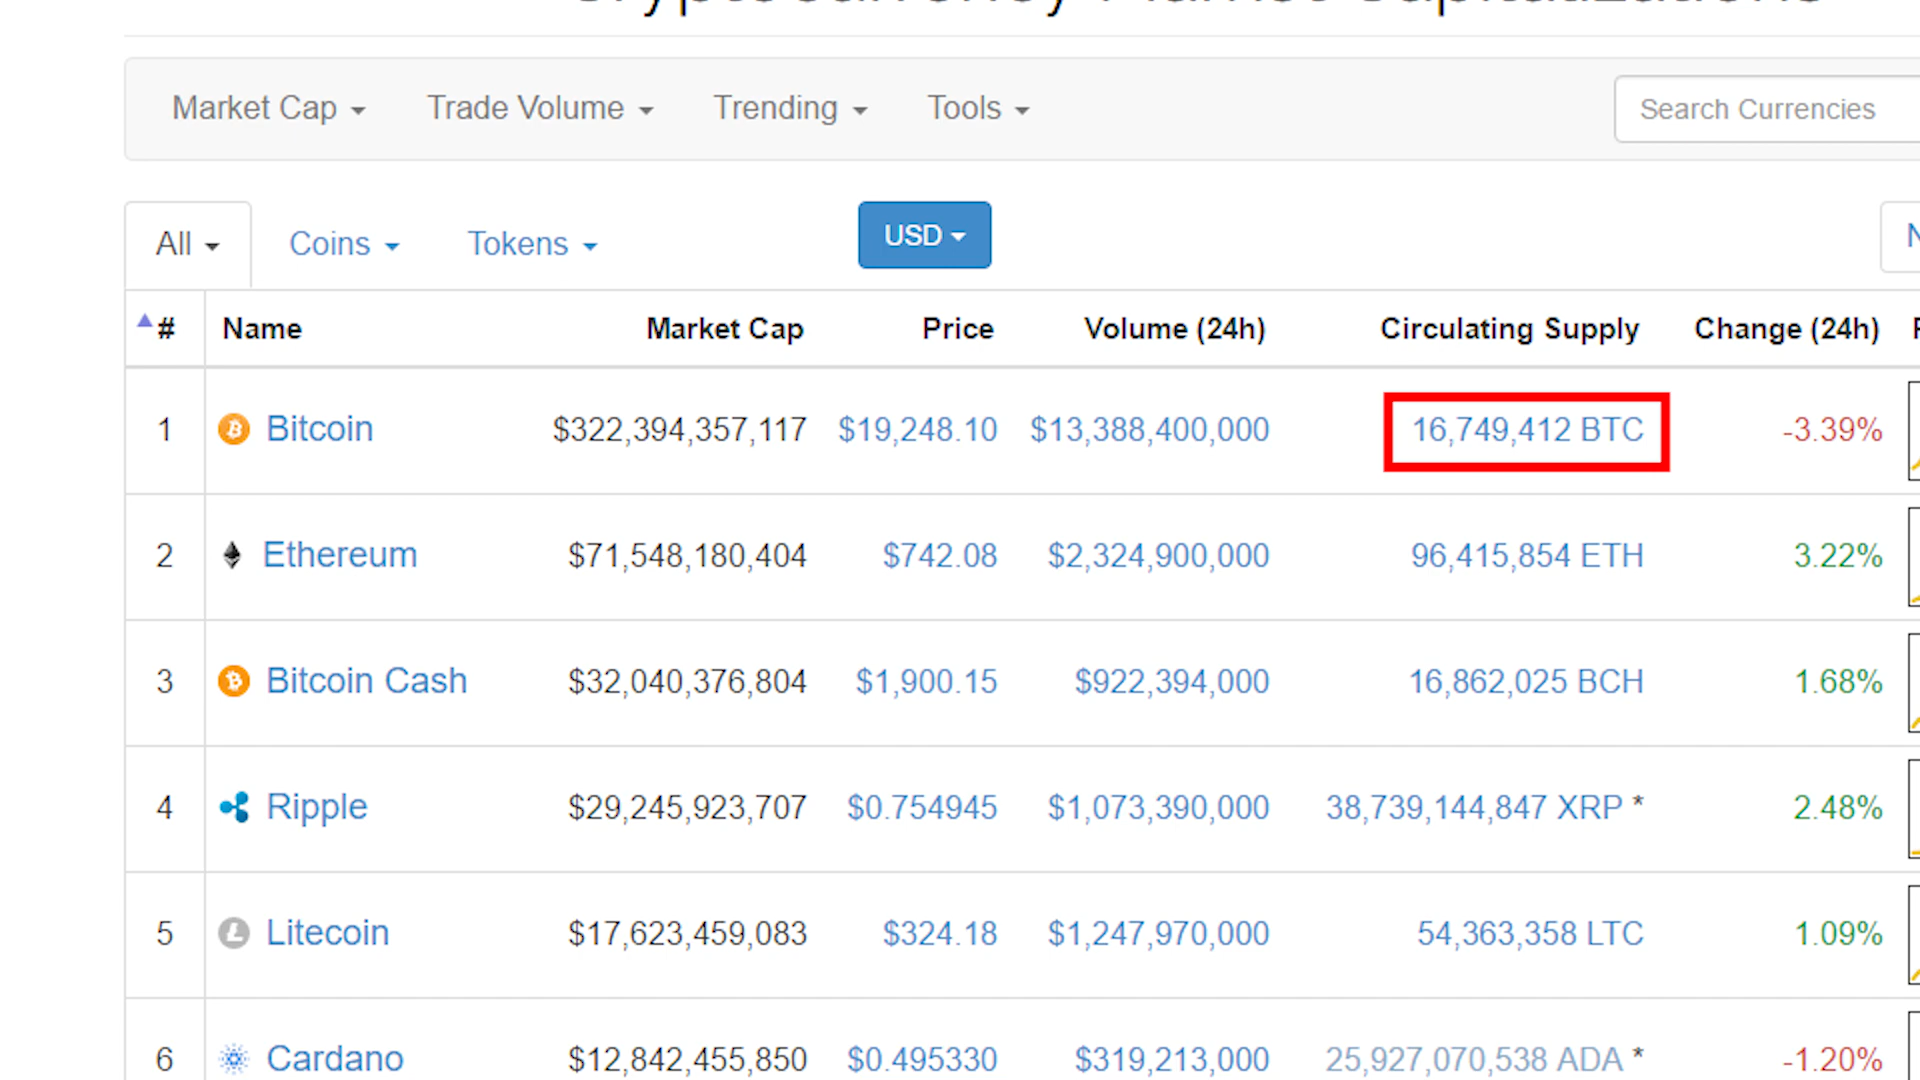 Cryptocurrency Market Capitalizations
Market Cap Trade Volume Trending Tools Search Currencies
All Coins Tokens USD
# Name Market Cap Price Volume (24h) Circulating Supply Change (24h)
1 Bitcoin $322,394,357,117 $19,248.10 $13,388,400,000 16,749,412 BTC -3.39%
2 Ethereum $71,548,180,404 $742.08 $2,324,900,000 96,415,854 ETH 3.22%
3 Bitcoin Cash $32,040,376,804 $1,900.15 $922,394,000 16,862,025 BCH 1.68%
4 Ripple $29,245,923,707 $0.754945 $1,073,390,000 38,739,144,847 XRP * 2.48%
5 Litecoin $17,623,459,083 $324.18 $1,247,970,000 54,363,358 LTC 1.09%
6 Cardano $12,842,455,850 $0.495330 $319,213,000 25,927,070,538 ADA * -1.20%